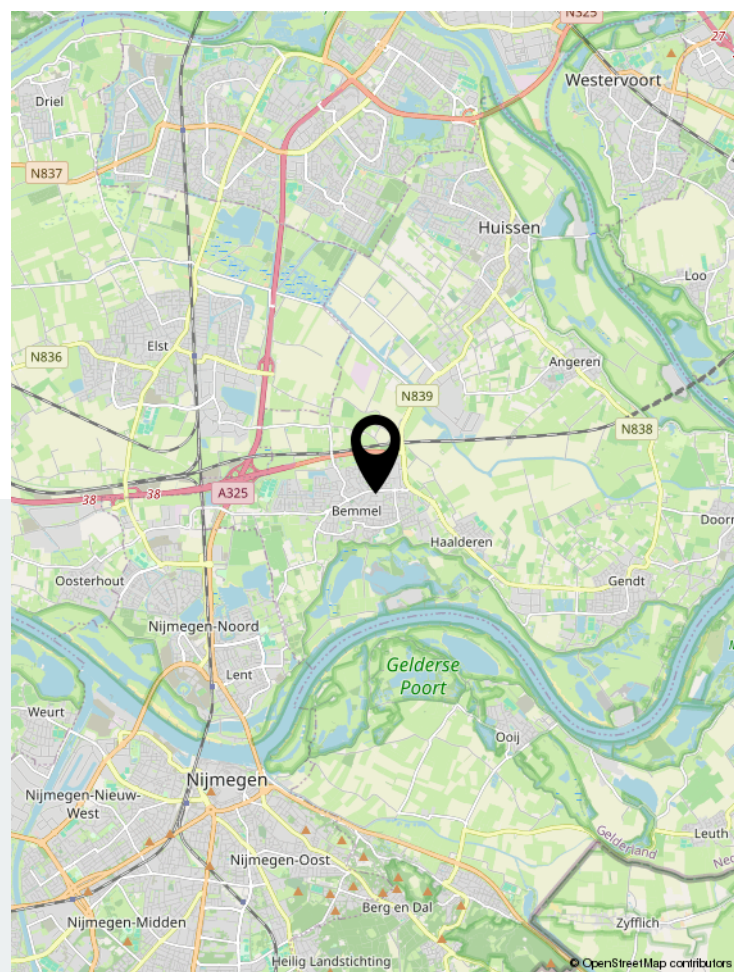 N325
27
Westervoort
Driel
N837
Huissen
Loo
Elst
N836
Angeren
N839
N838
38
38
A325
Bemmel
Doorn
Haalderen
Oosterhout
Gendt
Nijmegen-Noord
Gelderse
Poort
Lent
Weurt
Ooij
Nijmegen
Nijmegen-Nieuw-
West
Gelderland
Leuth
Ned
Nijmegen-Oost
Berg en Dal
Nijmegen-Midden
Zyfflich
Heilig Landstichting
© OpenStreetMap contributors